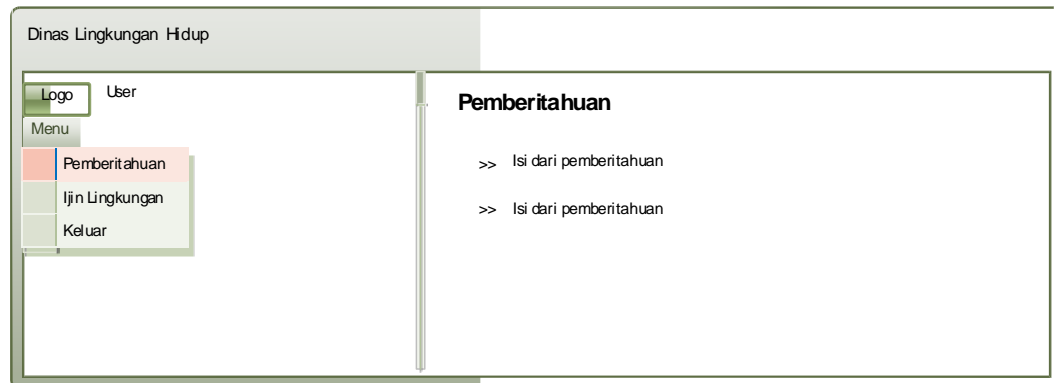 Dinas Lingkungan Hidup
Logo
User
Menu
Pemberitahuan
Ijin Lingkungan
Keluar
Pemberitahuan
>> Isi dari pemberitahuan
>> Isi dari pemberitahuan